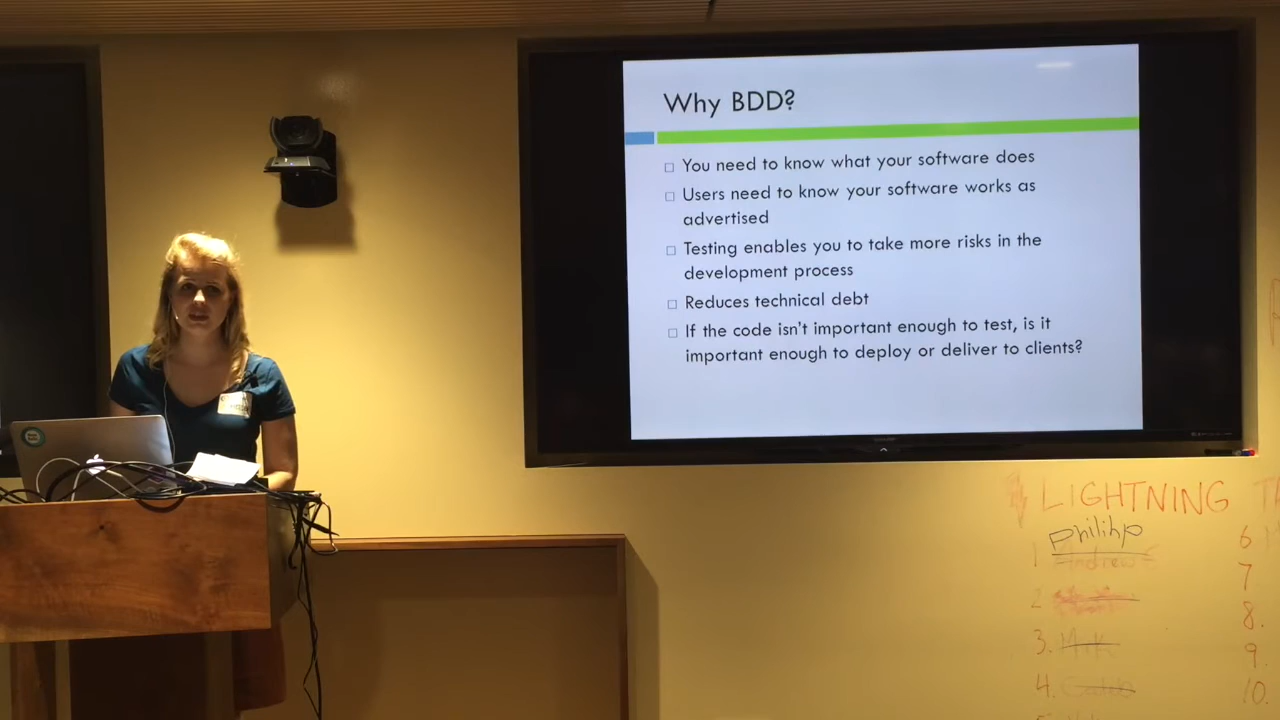 Why BDD?
You need to know what your software does
Users need to know your software works as
advertised
Testing enables you to take more risks in the
development process
Reduces technical debt
If the code isn't important enough to test, is it
important enough to deploy or deliver to clients?
LIGHTNING
Philihp
1 Andrew
2
3. Mik
4.
6
7
8.
9.
10.